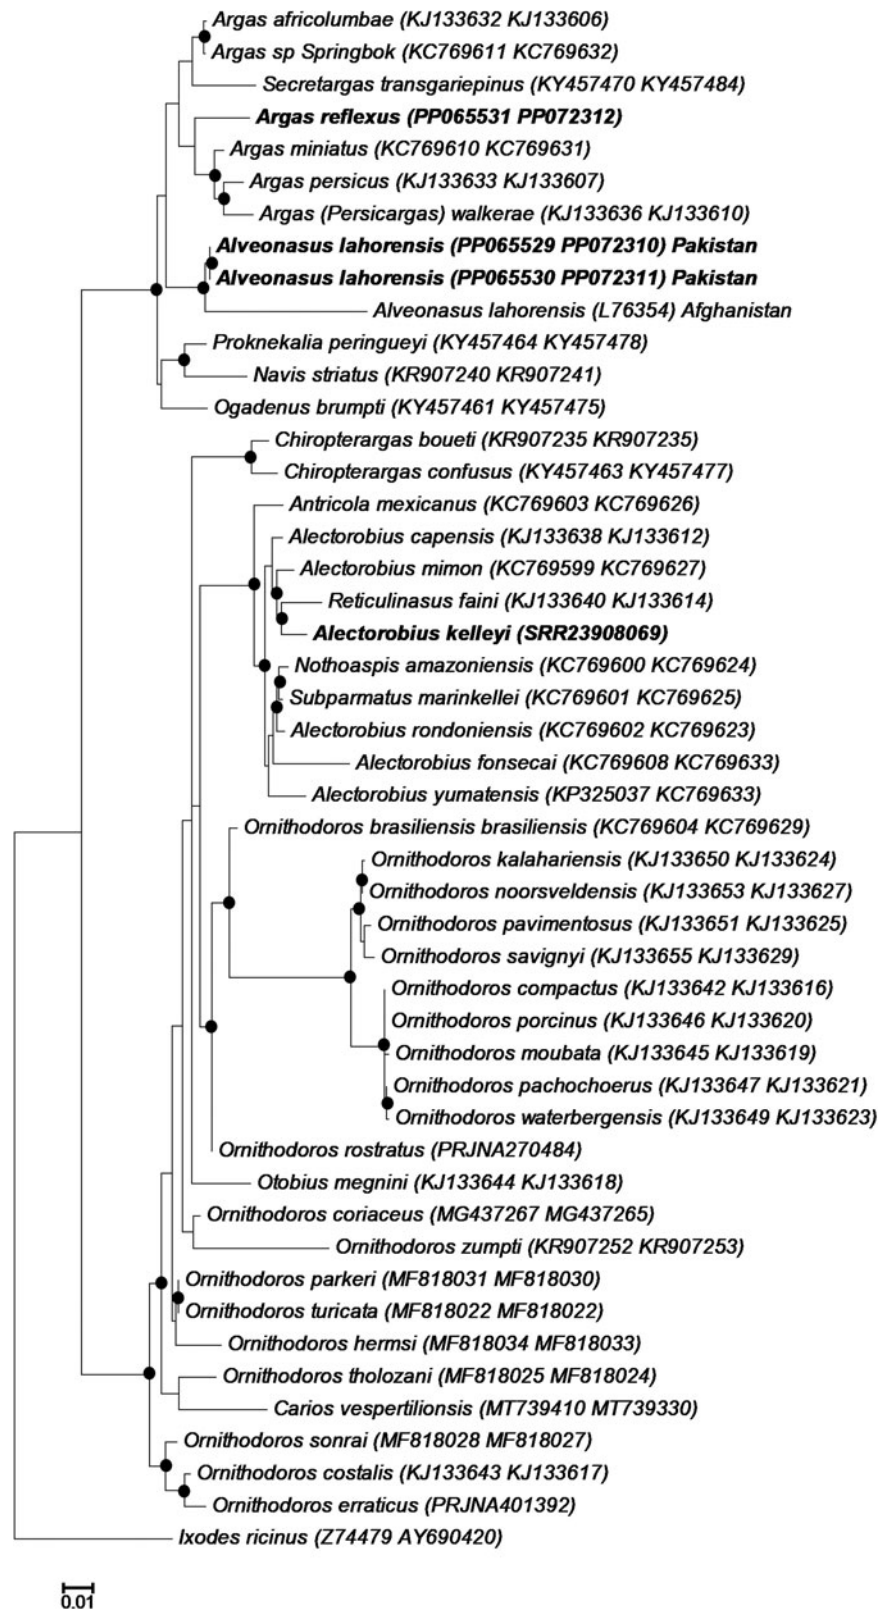 Argas africolumbae (KJ133632 KJ133606)
Argas sp Springbok (KC769611 KC769632)
Secretargas transgariepinus (KY457470 KY457484)
Argas reflexus (PP065531 PP072312)
Argas miniatus (KC769610 KC769631)
Argas persicus (KJ133633 KJ133607)
Argas (Persicargas) walkerae (KJ133636 KJ133610)
Alveonasus lahorensis (PP065529 PP072310) Pakistan
Alveonasus lahorensis (PP065530 PP072311) Pakistan
Alveonasus lahorensis (L76354) Afghanistan
Proknekalia peringueyi (KY457464 KY457478)
Navis striatus (KR907240 KR907241)
Ogadenus brumpti (KY457461 KY457475)
Chiropterargas boueti (KR907235 KR907235)
Chiropterargas confusus (KY457463 KY457477)
Antricola mexicanus (KC769603 KC769626)
Alectorobius capensis (KJ133638 KJ133612)
Alectorobius mimon (KC769599 KC769627)
Reticulinasus faini (KJ133640 KJ133614)
Alectorobius kelleyi (SRR23908069)
Nothoaspis amazoniensis (KC769600 KC769624)
Subparmatus marinkellei (KC769601 KC769625)
Alectorobius rondoniensis (KC769602 KC769623)
Alectorobius fonsecai (KC769608 KC769633)
Alectorobius yumatensis (KP325037 KC769633)
Ornithodoros brasiliensis brasiliensis (KC769604 KC769629)
Ornithodoros kalahariensis (KJ133650 KJ133624)
Ornithodoros noorsveldensis (KJ133653 KJ133627)
Ornithodoros pavimentosus (KJ133651 KJ133625)
Ornithodoros savignyi (KJ133655 KJ133629)
Ornithodoros compactus (KJ133642 KJ133616)
Ornithodoros porcinus (KJ133646 KJ133620)
Ornithodoros moubata (KJ133645 KJ133619)
Ornithodoros pachochoerus (KJ133647 KJ133621)
Ornithodoros waterbergensis (KJ133649 KJ133623)
Ornithodoros rostratus (PRJNA270484)
Otobius megnini (KJ133644 KJ133618)
Ornithodoros coriaceus (MG437267 MG437265)
Ornithodoros zumpti (KR907252 KR907253)
Ornithodoros parkeri (MF818031 MF818030)
Ornithodoros turicata (MF818022 MF818022)
Ornithodoros hermsi (MF818034 MF818033)
Ornithodoros tholozani (MF818025 MF818024)
Carios vespertilionsis (MT739410 MT739330)
Ornithodoros sonrai (MF818028 MF818027)
Ornithodoros costalis (KJ133643 KJ133617)
Ornithodoros erraticus (PRJNA401392)
Ixodes ricinus (Z74479 AY690420)
0.01